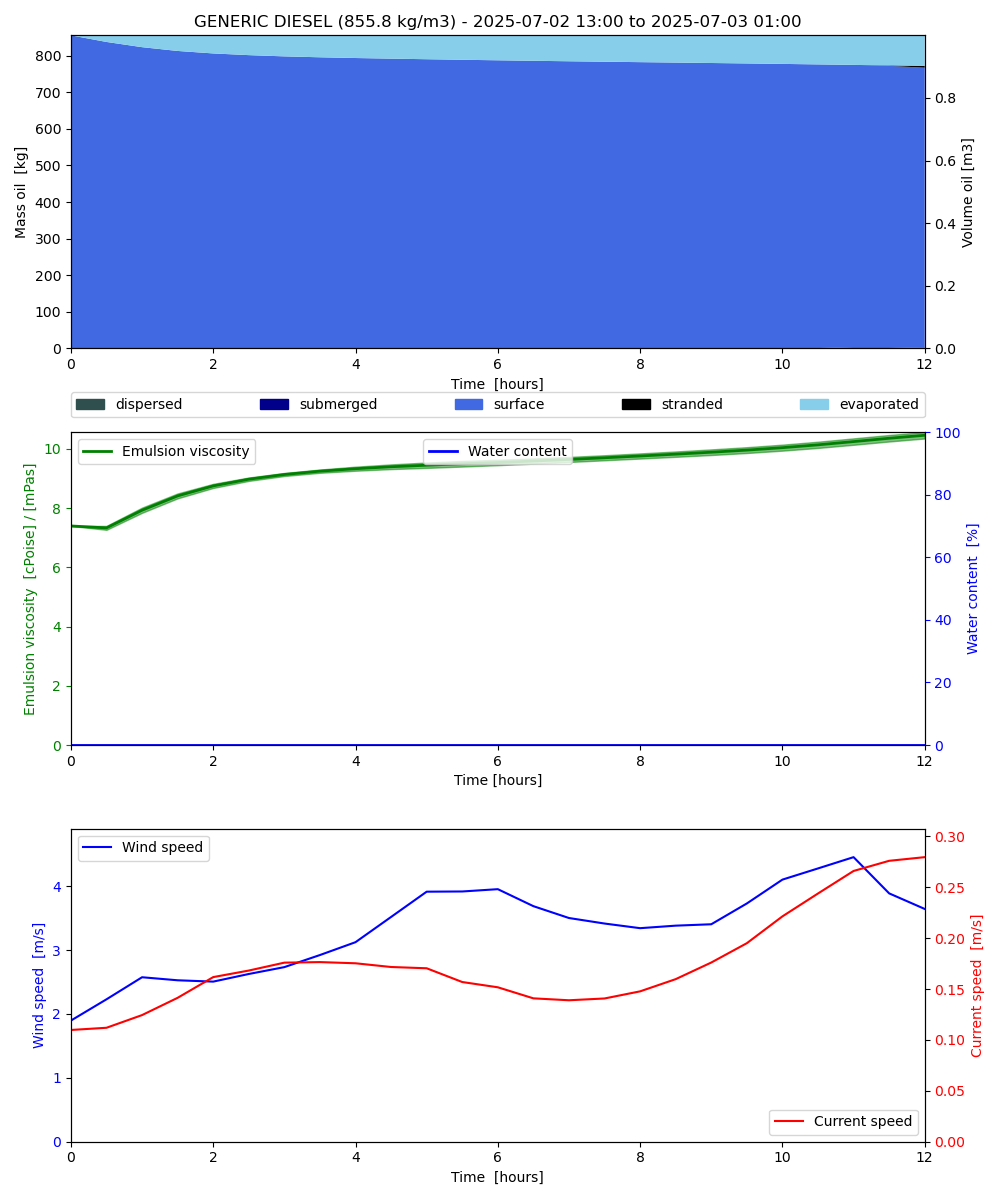 GENERIC DIESEL (855.8 kg/m3) - 2025-07-02 13:00 to 2025-07-03 01:00
800
700
600
500
400
300
200
100
0
Mass oil [kg]
0.8
0.6
0.4
0.2
0.0
Volume oil [m3]
0 2 4 6 8 10 12
Time [hours]
dispersed submerged surface stranded evaporated
Emulsion viscosity Water content
10
8
6
4
2
0
Emulsion viscosity [cPoise] / [mPas]
100
80
60
40
20
0
Water content [%]
0 2 4 6 8 10 12
Time [hours]
Wind speed
4
3
2
1
0
Wind speed [m/s]
0.30
0.25
0.20
0.15
0.10
0.05
0.00
Current speed [m/s]
Current speed
0 2 4 6 8 10 12
Time [hours]